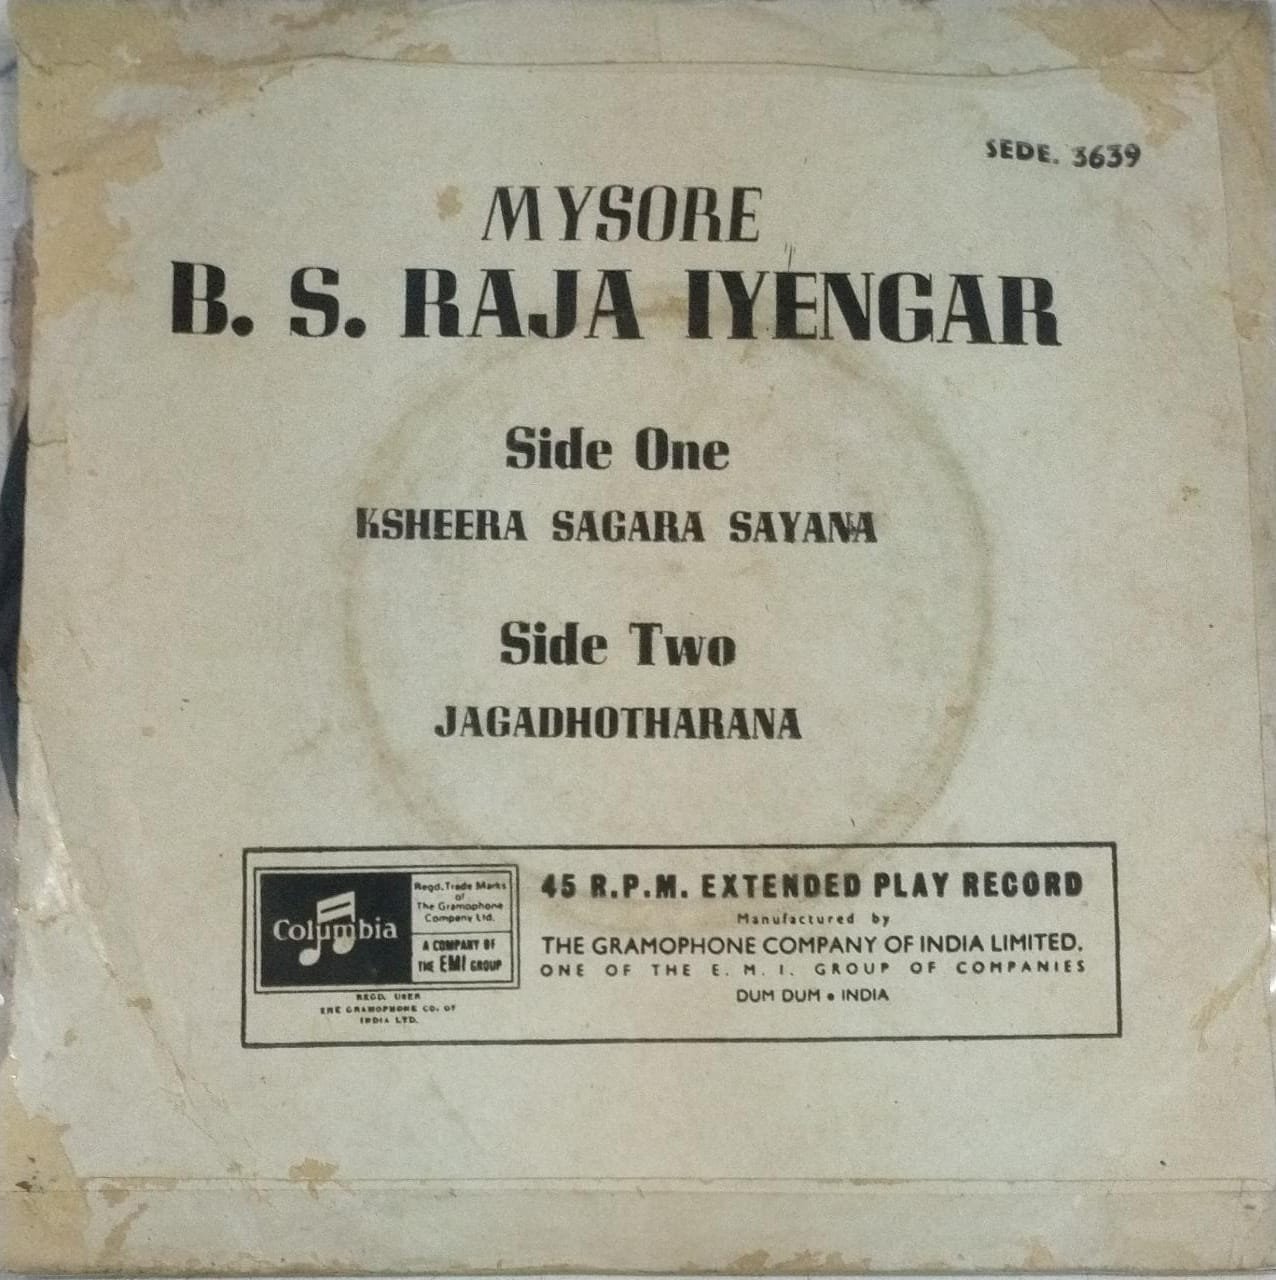 SEDE. 3639
MYSORE
B. S. RAJA IYENGAR
Side One
KSHEERA SAGARA SAYANA
Side Two
JAGADHOTHARANA
Columbia
Regd. Trade Marks
of
The Gramophone
Company Ltd.
A COMPANY OF
THE EMI GROUP
REGD. USER
THE GRAMOPHONE CO. OF
INDIA LTD.
45 R.P.M. EXTENDED PLAY RECORD
Manufactured by
THE GRAMOPHONE COMPANY OF INDIA LIMITED.
ONE OF THE E. M. I. GROUP OF COMPANIES
DUM DUM • INDIA